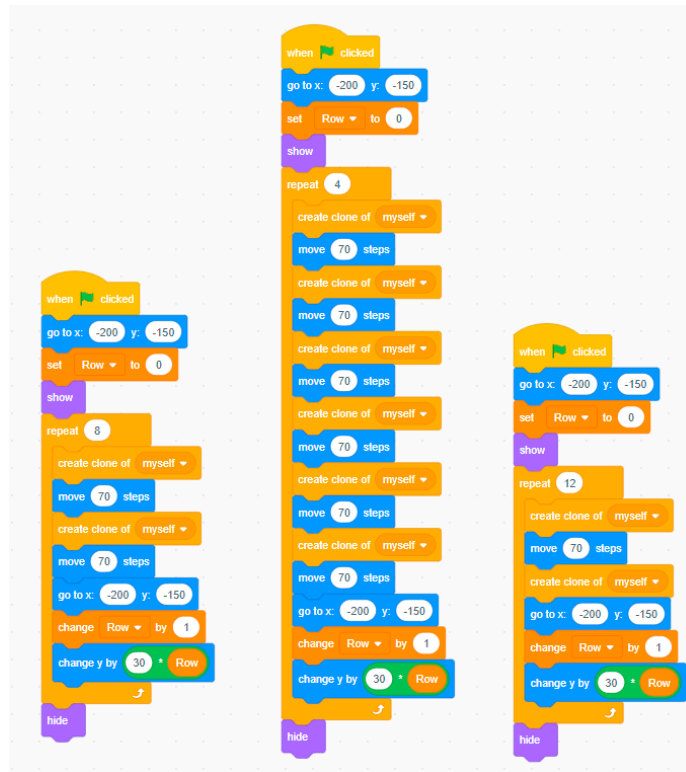 when clicked
go to x: -200 y: -150
set Row to 0
show
repeat 8
create clone of myself
move 70 steps
create clone of myself
move 70 steps
go to x: -200 y: -150
change Row by 1
change y by 30 * Row
hide
when clicked
go to x: -200 y: -150
set Row to 0
show
repeat 4
create clone of myself
move 70 steps
create clone of myself
move 70 steps
create clone of myself
move 70 steps
create clone of myself
move 70 steps
create clone of myself
move 70 steps
create clone of myself
move 70 steps
go to x: -200 y: -150
change Row by 1
change y by 30 * Row
hide
when clicked
go to x: -200 y: -150
set Row to 0
show
repeat 12
create clone of myself
move 70 steps
create clone of myself
go to x: -200 y: -150
change Row by 1
change y by 30 * Row
hide